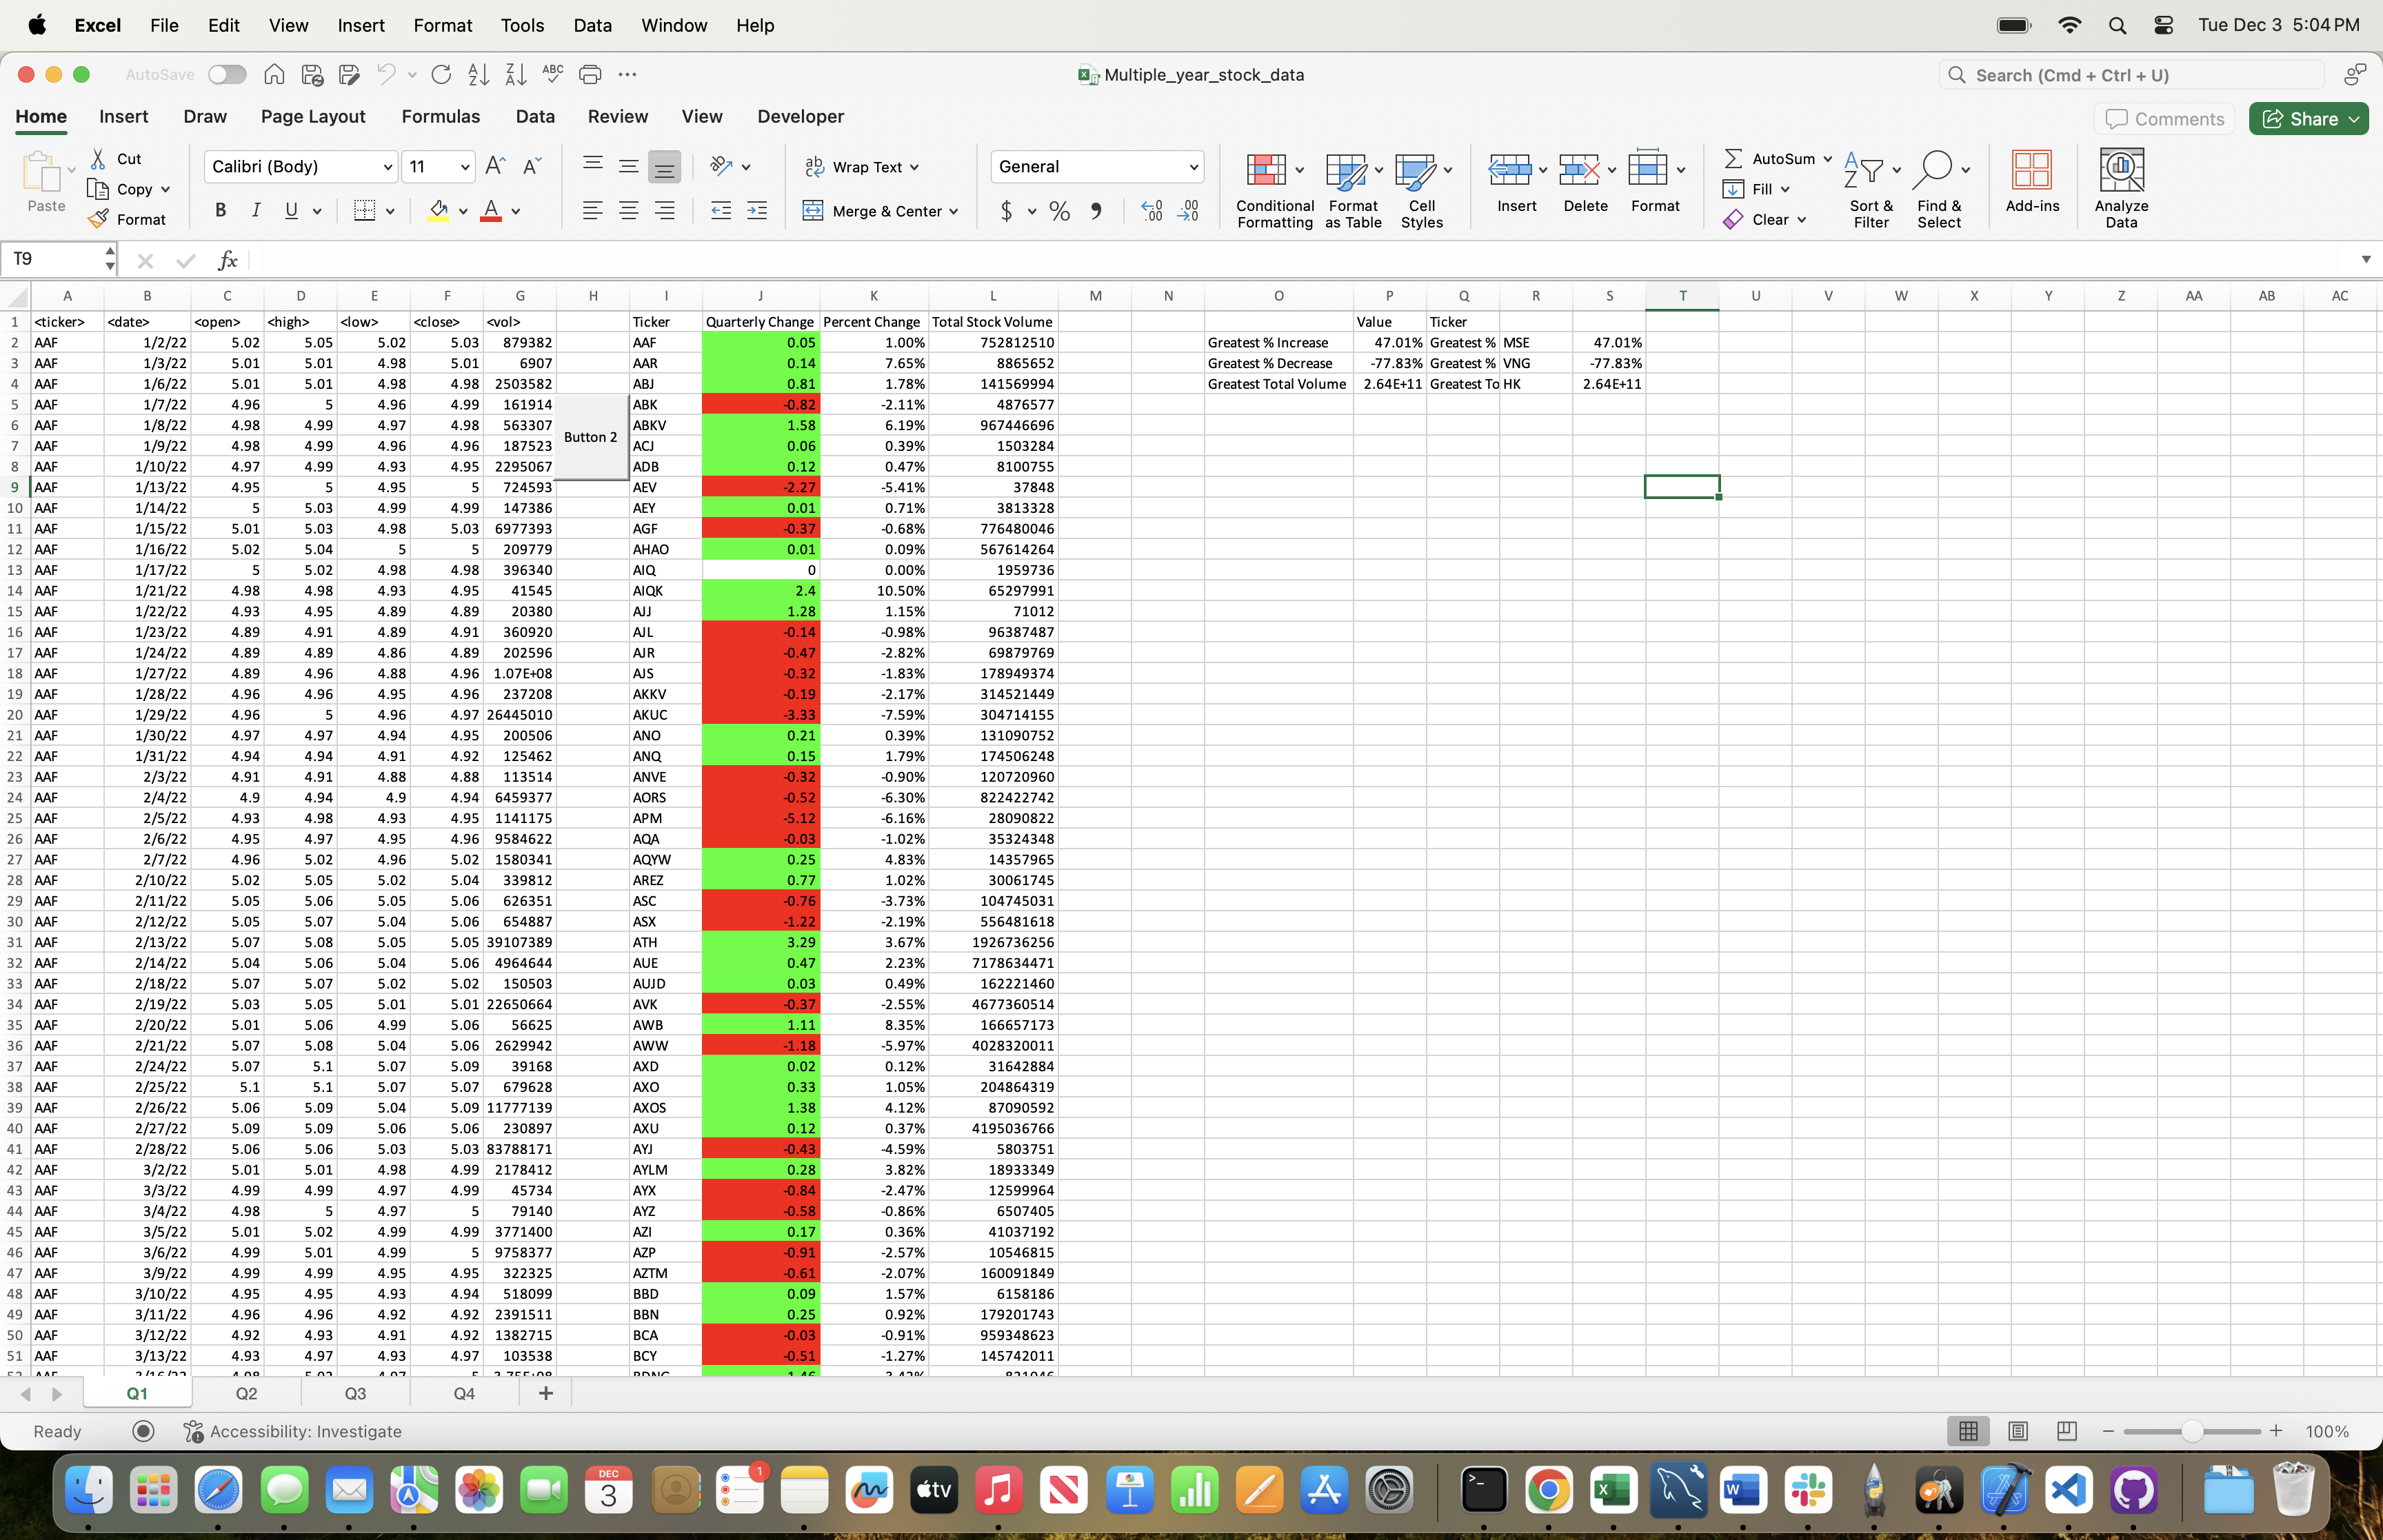 Excel File Edit View Insert Format Tools Data Window Help Tue Dec 3 5:04 PM
AutoSave Multiple_year_stock_data Search (Cmd + Ctrl + U)
Home Insert Draw Page Layout Formulas Data Review View Developer Comments Share
Paste Cut Copy Format
Calibri (Body) 11
B I U
Wrap Text
Merge & Center
General
$ % 9
Conditional Formatting
Format as Table
Cell Styles
Insert Delete Format
AutoSum Fill Clear
Sort & Filter
Find & Select
Add-ins
Analyze Data
T9 fx
A B C D E F G H I J K L M N O P Q R S T U V W X Y Z AA AB AC
1 <ticker> <date> <open> <high> <low> <close> <vol> Ticker Quarterly Change Percent Change Total Stock Volume Value Ticker
2 AAF 1/2/22 5.02 5.05 5.02 5.03 879382 AAF 0.05 1.00% 752812510 Greatest % Increase 47.01% Greatest % MSE 47.01%
3 AAF 1/3/22 5.01 5.01 4.98 5.01 6907 AAR 0.14 7.65% 8865652 Greatest % Decrease -77.83% Greatest % VNG -77.83%
4 AAF 1/6/22 5.01 5.01 4.98 4.98 2503582 ABJ 0.81 1.78% 141569994 Greatest Total Volume 2.64E+11 Greatest To HK 2.64E+11
5 AAF 1/7/22 4.96 5 4.96 4.99 161914 ABK -0.82 -2.11% 4876577
6 AAF 1/8/22 4.98 4.99 4.97 4.98 563307 Button 2 ABKV 1.58 6.19% 967446696
7 AAF 1/9/22 4.98 4.99 4.96 4.96 187523 ACJ 0.06 0.39% 1503284
8 AAF 1/10/22 4.97 4.99 4.93 4.95 2295067 ADB 0.12 0.47% 8100755
9 AAF 1/13/22 4.95 5 4.95 5 724593 AEV -2.27 -5.41% 37848
10 AAF 1/14/22 5 5.03 4.99 4.99 147386 AEY 0.01 0.71% 3813328
11 AAF 1/15/22 5.01 5.03 4.98 5.03 6977393 AGF -0.37 -0.68% 776480046
12 AAF 1/16/22 5.02 5.04 5 5 209779 AHAO 0.01 0.09% 567614264
13 AAF 1/17/22 5 5.02 4.98 4.98 396340 AIQ 0 0.00% 1959736
14 AAF 1/21/22 4.98 4.98 4.93 4.95 41545 AIQK 2.4 10.50% 65297991
15 AAF 1/22/22 4.93 4.95 4.89 4.89 20380 AJJ 1.28 1.15% 71012
16 AAF 1/23/22 4.89 4.91 4.89 4.91 360920 AJL -0.14 -0.98% 96387487
17 AAF 1/24/22 4.89 4.89 4.86 4.89 202596 AJR -0.47 -2.82% 69879769
18 AAF 1/27/22 4.89 4.96 4.88 4.96 1.07E+08 AJS -0.32 -1.83% 178949374
19 AAF 1/28/22 4.96 4.96 4.95 4.96 237208 AKKV -0.19 -2.17% 314521449
20 AAF 1/29/22 4.96 5 4.96 4.97 26445010 AKUC -3.33 -7.59% 304714155
21 AAF 1/30/22 4.97 4.97 4.94 4.95 200506 ANO 0.21 0.39% 131090752
22 AAF 1/31/22 4.94 4.94 4.91 4.92 125462 ANQ 0.15 1.79% 174506248
23 AAF 2/3/22 4.91 4.91 4.88 4.88 113514 ANVE -0.32 -0.90% 120720960
24 AAF 2/4/22 4.9 4.94 4.9 4.94 6459377 AORS -0.52 -6.30% 822422742
25 AAF 2/5/22 4.93 4.98 4.93 4.95 1141175 APM -5.12 -6.16% 28090822
26 AAF 2/6/22 4.95 4.97 4.95 4.96 9584622 AQA -0.03 -1.02% 35324348
27 AAF 2/7/22 4.96 5.02 4.96 5.02 1580341 AQYW 0.25 4.83% 14357965
28 AAF 2/10/22 5.02 5.05 5.02 5.04 339812 AREZ 0.77 1.02% 30061745
29 AAF 2/11/22 5.05 5.06 5.05 5.06 626351 ASC -0.76 -3.73% 104745031
30 AAF 2/12/22 5.05 5.07 5.04 5.06 654887 ASX -1.22 -2.19% 556481618
31 AAF 2/13/22 5.07 5.08 5.05 5.05 39107389 ATH 3.29 3.67% 1926736256
32 AAF 2/14/22 5.04 5.06 5.04 5.06 4964644 AUE 0.47 2.23% 7178634471
33 AAF 2/18/22 5.07 5.07 5.02 5.02 150503 AUJD 0.03 0.49% 162221460
34 AAF 2/19/22 5.03 5.05 5.01 5.01 22650664 AVK -0.37 -2.55% 4677360514
35 AAF 2/20/22 5.01 5.06 4.99 5.06 56625 AWB 1.11 8.35% 166657173
36 AAF 2/21/22 5.07 5.08 5.04 5.06 2629942 AWW -1.18 -5.97% 4028320011
37 AAF 2/24/22 5.07 5.1 5.07 5.09 39168 AXD 0.02 0.12% 31642884
38 AAF 2/25/22 5.1 5.1 5.07 5.07 679628 AXO 0.33 1.05% 204864319
39 AAF 2/26/22 5.06 5.09 5.04 5.09 11777139 AXOS 1.38 4.12% 87090592
40 AAF 2/27/22 5.09 5.09 5.06 5.06 230897 AXU 0.12 0.37% 4195036766
41 AAF 2/28/22 5.06 5.06 5.03 5.03 83788171 AYJ -0.43 -4.59% 5803751
42 AAF 3/2/22 5.01 5.01 4.98 4.99 2178412 AYLM 0.28 3.82% 18933349
43 AAF 3/3/22 4.99 4.99 4.97 4.99 45734 AYX -0.84 -2.47% 12599964
44 AAF 3/4/22 4.98 5 4.97 5 79140 AYZ -0.58 -0.86% 6507405
45 AAF 3/5/22 5.01 5.02 4.99 4.99 3771400 AZI 0.17 0.36% 41037192
46 AAF 3/6/22 4.99 5.01 4.99 5 9758377 AZP -0.91 -2.57% 10546815
47 AAF 3/9/22 4.99 4.99 4.95 4.95 322325 AZTM -0.61 -2.07% 160091849
48 AAF 3/10/22 4.95 4.95 4.93 4.94 518099 BBD 0.09 1.57% 6158186
49 AAF 3/11/22 4.96 4.96 4.92 4.92 2391511 BBN 0.25 0.92% 179201743
50 AAF 3/12/22 4.92 4.93 4.91 4.92 1382715 BCA -0.03 -0.91% 959348623
51 AAF 3/13/22 4.93 4.97 4.93 4.97 103538 BCY -0.51 -1.27% 145742011
Q1 Q2 Q3 Q4 +
Ready Accessibility: Investigate 100%
DEC 3 1 tv